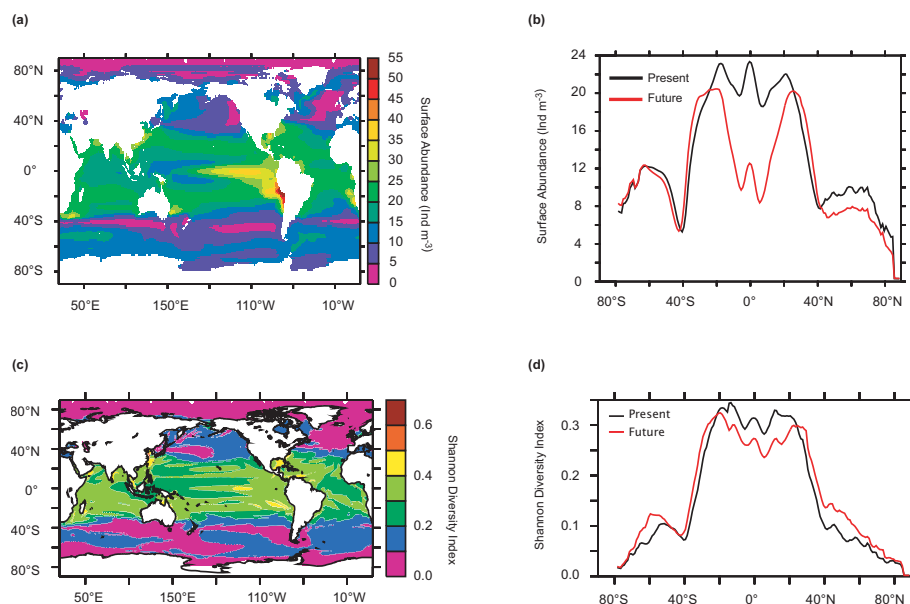 (a)
80°N
40°N
0°
40°S
80°S
50°E 150°E 110°W 10°W
55
50
45
40
35
30
25
20
15
10
5
0
Surface Abundance (Ind m-3)
(b)
Surface Abundance (Ind m-3)
24
20
16
12
8
4
0
Present
Future
80°S 40°S 0° 40°N 80°N
(c)
80°N
40°N
0°
40°S
80°S
50°E 150°E 110°W 10°W
0.6
0.4
0.2
0.0
Shannon Diversity Index
(d)
Shannon Diversity Index
0.3
0.2
0.1
0.0
Present
Future
80°S 40°S 0° 40°N 80°N